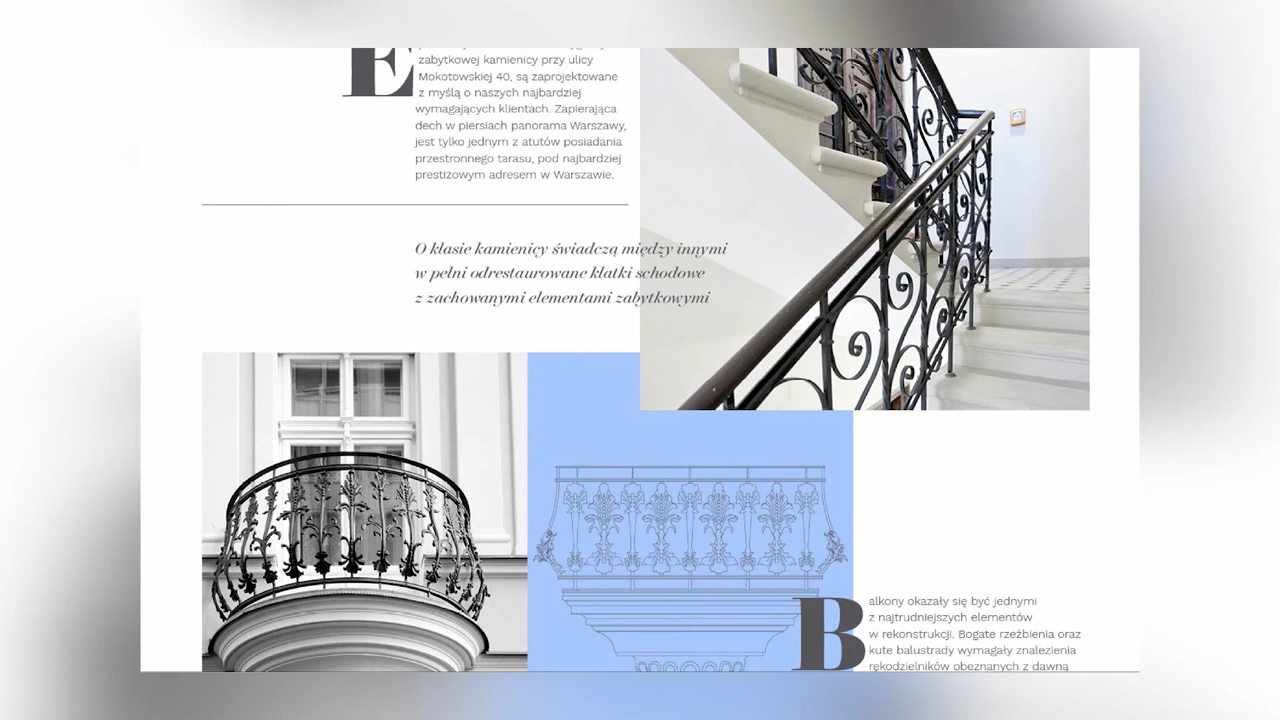 E
zabytkowej kamienicy przy ulicy
Mokotowskiej 40, są zaprojektowane
z myślą o naszych najbardziej
wymagających klientach. Zapierająca
dech w piersiach panorama Warszawy,
jest tylko jednym z atutów posiadania
przestronnego tarasu, pod najbardziej
prestiżowym adresem w Warszawie.
O klasie kamienicy świadczą między innymi
w pełni odrestaurowane klatki schodowe
z zachowanymi elementami zabytkowymi
B
alkony okazały się być jednymi
z najtrudniejszych elementów
w rekonstrukcji. Bogate rzeźbienia oraz
kute balustrady wymagały znalezienia
rękodzielników obeznanych z dawną